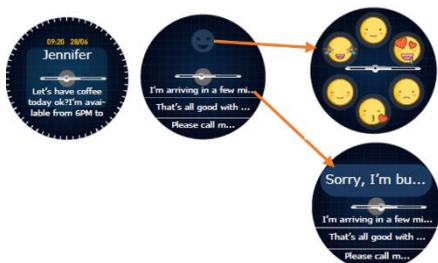 09:20 28/06
Jennifer
Let's have coffee
today ok?I'm avai-
lable from 6PM to
I'm arriving in a few mi...
That's all good with ...
Please call m...
Sorry, I'm bu...
I'm arriving in a few mi...
That's all good with ...
Please call m...